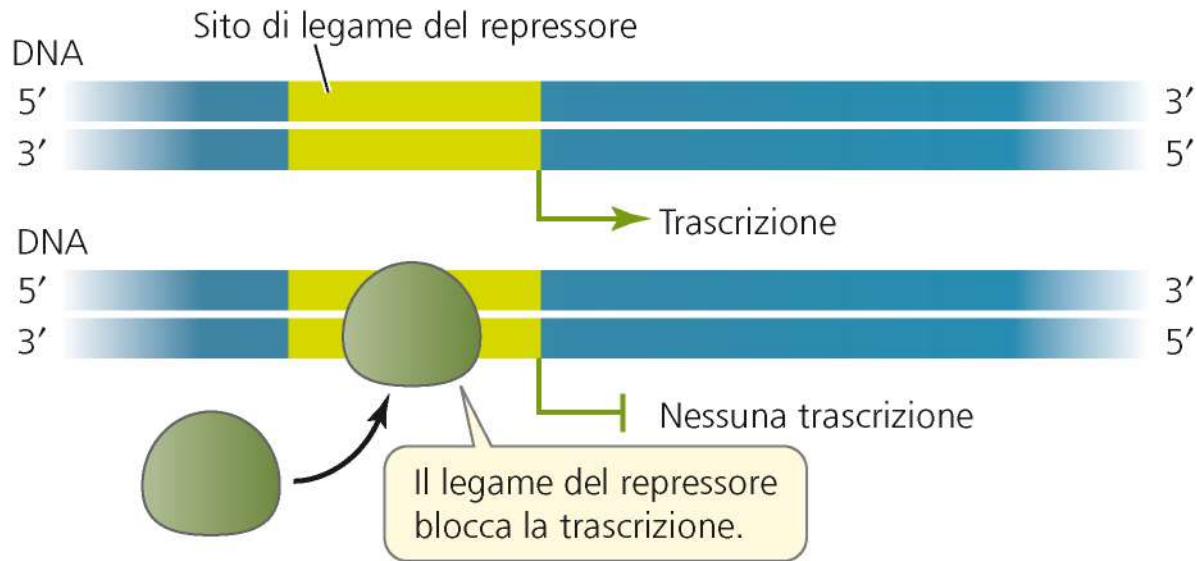 Sito di legame del repressore
DNA
5′ 3′
3′ 5′
Trascrizione
DNA
5′ 3′
3′ 5′
Nessuna trascrizione
Il legame del repressore
blocca la trascrizione.